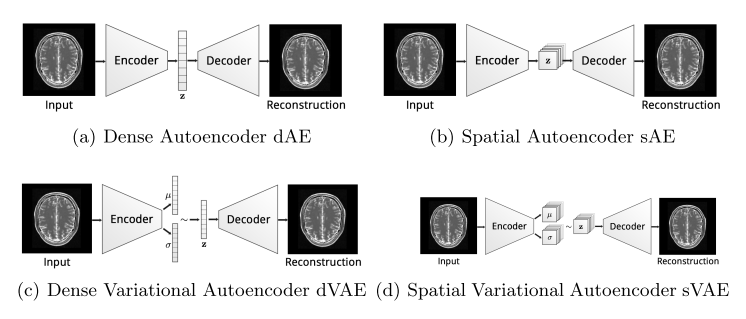 Encoder
z
Decoder
Input
Reconstruction
(a) Dense Autoencoder dAE
Encoder
z
Decoder
Input
Reconstruction
(b) Spatial Autoencoder sAE
Encoder
μ
σ
~
z
Decoder
Input
Reconstruction
(c) Dense Variational Autoencoder dVAE
Encoder
μ
σ
~
z
Decoder
Input
Reconstruction
(d) Spatial Variational Autoencoder sVAE